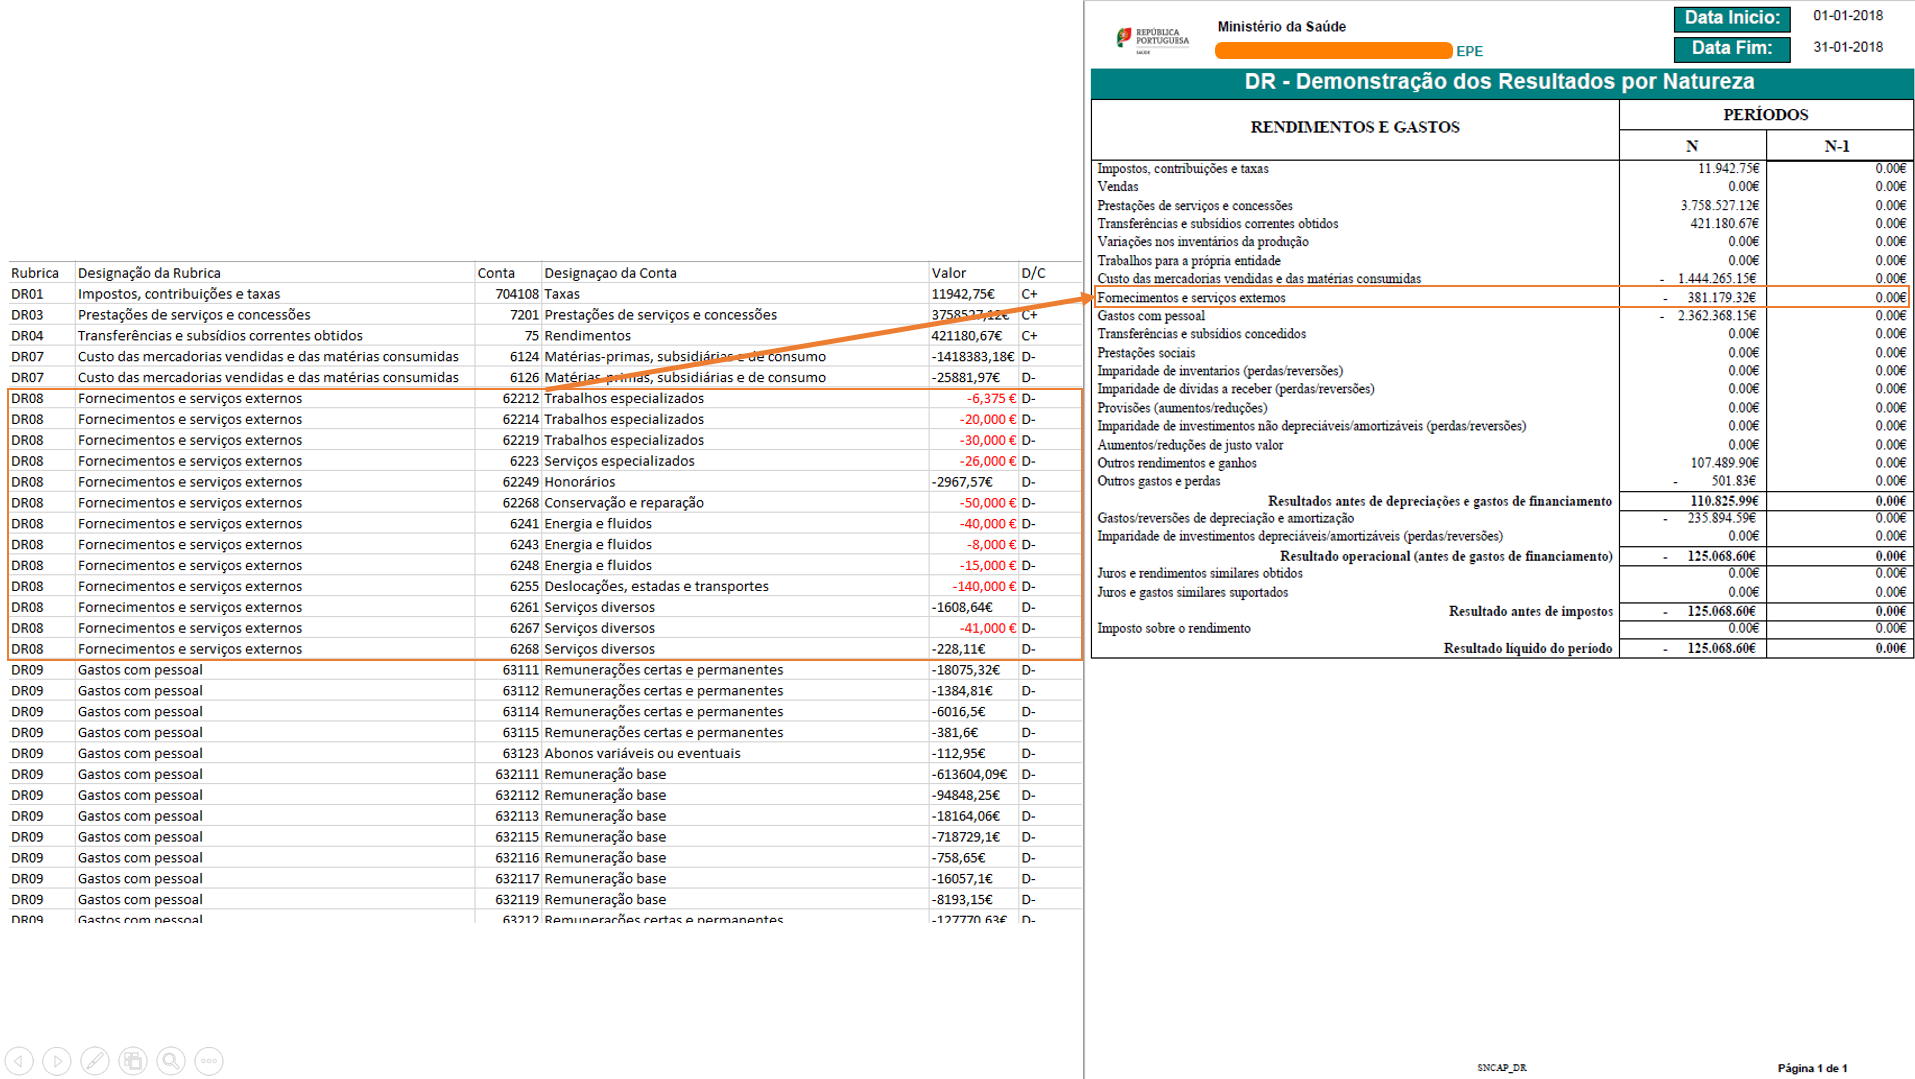 Rubrica Designação da Rubrica Conta Designaçao da Conta Valor D/C
DR01 Impostos, contribuições e taxas 704108 Taxas 11942,75€ C+
DR03 Prestações de serviços e concessões 7201 Prestações de serviços e concessões 3758527,12€ C+
DR04 Transferências e subsídios correntes obtidos 75 Rendimentos 421180,67€ C+
DR07 Custo das mercadorias vendidas e das matérias consumidas 6124 Matérias-primas, subsidiárias e de consumo -1418383,18€ D-
DR07 Custo das mercadorias vendidas e das matérias consumidas 6126 Matérias-primas, subsidiárias e de consumo -25881,97€ D-
DR08 Fornecimentos e serviços externos 62212 Trabalhos especializados -6,375 € D-
DR08 Fornecimentos e serviços externos 62214 Trabalhos especializados -20,000 € D-
DR08 Fornecimentos e serviços externos 62219 Trabalhos especializados -30,000 € D-
DR08 Fornecimentos e serviços externos 6223 Serviços especializados -26,000 € D-
DR08 Fornecimentos e serviços externos 62249 Honorários -2967,57€ D-
DR08 Fornecimentos e serviços externos 62268 Conservação e reparação -50,000 € D-
DR08 Fornecimentos e serviços externos 6241 Energia e fluidos -40,000 € D-
DR08 Fornecimentos e serviços externos 6243 Energia e fluidos -8,000 € D-
DR08 Fornecimentos e serviços externos 6248 Energia e fluidos -15,000 € D-
DR08 Fornecimentos e serviços externos 6255 Deslocações, estadas e transportes -140,000 € D-
DR08 Fornecimentos e serviços externos 6261 Serviços diversos -1608,64€ D-
DR08 Fornecimentos e serviços externos 6267 Serviços diversos -41,000 € D-
DR08 Fornecimentos e serviços externos 6268 Serviços diversos -228,11€ D-
DR09 Gastos com pessoal 63111 Remunerações certas e permanentes -18075,32€ D-
DR09 Gastos com pessoal 63112 Remunerações certas e permanentes -1384,81€ D-
DR09 Gastos com pessoal 63114 Remunerações certas e permanentes -6016,5€ D-
DR09 Gastos com pessoal 63115 Remunerações certas e permanentes -381,6€ D-
DR09 Gastos com pessoal 63123 Abonos variáveis ou eventuais -112,95€ D-
DR09 Gastos com pessoal 632111 Remuneração base -613604,09€ D-
DR09 Gastos com pessoal 632112 Remuneração base -94848,25€ D-
DR09 Gastos com pessoal 632113 Remuneração base -18164,06€ D-
DR09 Gastos com pessoal 632115 Remuneração base -718729,1€ D-
DR09 Gastos com pessoal 632116 Remuneração base -758,65€ D-
DR09 Gastos com pessoal 632117 Remuneração base -16057,1€ D-
DR09 Gastos com pessoal 632119 Remuneração base -8193,15€ D-
DR09 Gastos com pessoal 63212 Remunerações certas e permanentes -127770,63€ D-
REPÚBLICA
PORTUGUESA
SAÚDE
Ministério da Saúde
EPE
Data Inicio: 01-01-2018
Data Fim: 31-01-2018
DR - Demonstração dos Resultados por Natureza
RENDIMENTOS E GASTOS PERÍODOS
N N-1
Impostos, contribuições e taxas 11.942.75€ 0.00€
Vendas 0.00€ 0.00€
Prestações de serviços e concessões 3.758.527.12€ 0.00€
Transferências e subsídios correntes obtidos 421.180.67€ 0.00€
Variações nos inventários da produção 0.00€ 0.00€
Trabalhos para a própria entidade 0.00€ 0.00€
Custo das mercadorias vendidas e das matérias consumidas - 1.444.265.15€ 0.00€
Fornecimentos e serviços externos - 381.179.32€ 0.00€
Gastos com pessoal - 2.362.368.15€ 0.00€
Transferências e subsídios concedidos 0.00€ 0.00€
Prestações sociais 0.00€ 0.00€
Imparidade de inventarios (perdas/reversões) 0.00€ 0.00€
Imparidade de dividas a receber (perdas/reversões) 0.00€ 0.00€
Provisões (aumentos/reduções) 0.00€ 0.00€
Imparidade de investimentos não depreciáveis/amortizáveis (perdas/reversões) 0.00€ 0.00€
Aumentos/reduções de justo valor 0.00€ 0.00€
Outros rendimentos e ganhos 107.489.90€ 0.00€
Outros gastos e perdas - 501.83€ 0.00€
Resultados antes de depreciações e gastos de financiamento 110.825.99€ 0.00€
Gastos/reversões de depreciação e amortização - 235.894.59€ 0.00€
Imparidade de investimentos depreciáveis/amortizáveis (perdas/reversões) 0.00€ 0.00€
Resultado operacional (antes de gastos de financiamento) - 125.068.60€ 0.00€
Juros e rendimentos similares obtidos 0.00€ 0.00€
Juros e gastos similares suportados 0.00€ 0.00€
Resultado antes de impostos - 125.068.60€ 0.00€
Imposto sobre o rendimento 0.00€ 0.00€
Resultado líquido do período - 125.068.60€ 0.00€
SNCAP_DR Página 1 de 1